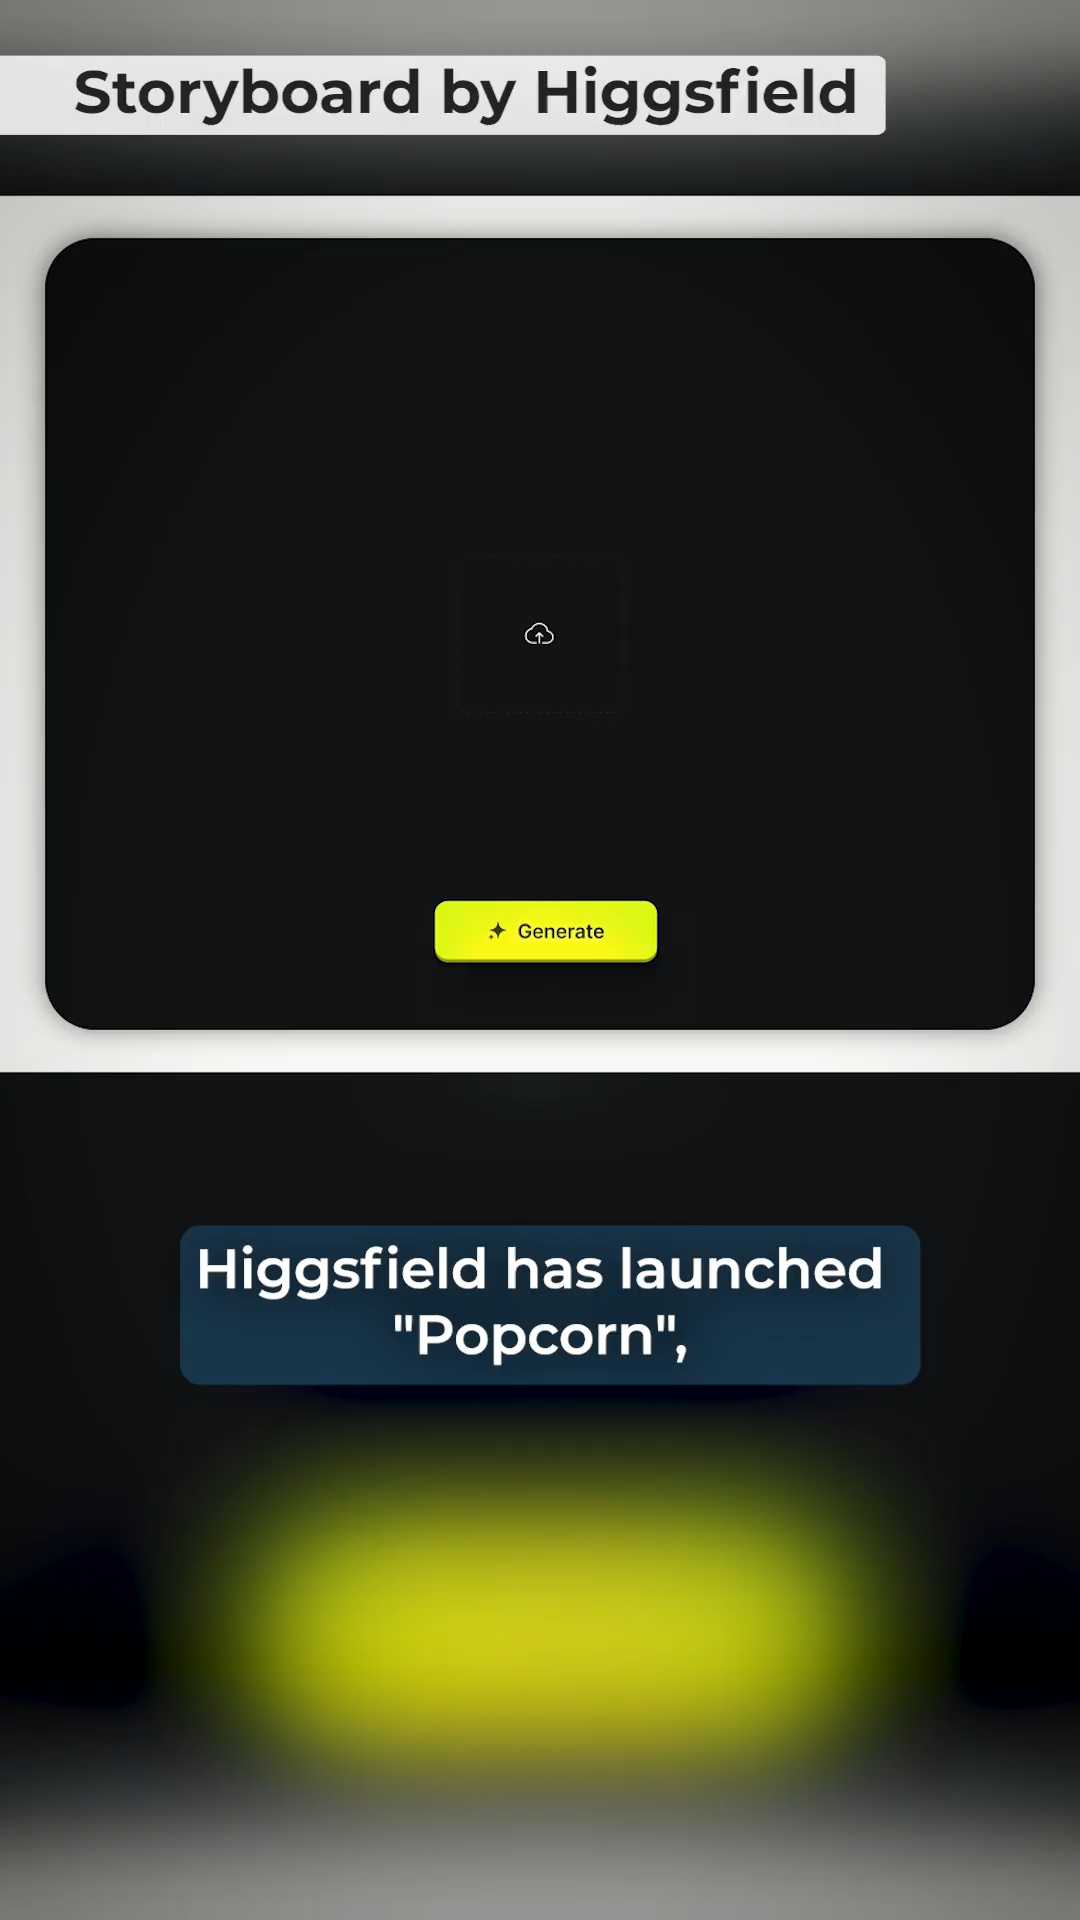 Storyboard by Higgsfield
Generate
Higgsfield has launched
"Popcorn",